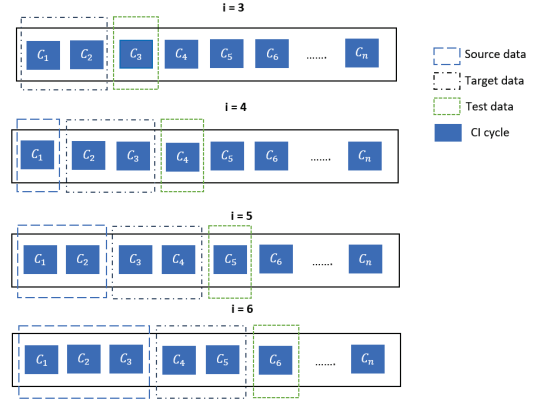 i = 3
C₁ C₂ C₃ C₄ C₅ C₆ ....... Cₙ
i = 4
C₁ C₂ C₃ C₄ C₅ C₆ ....... Cₙ
i = 5
C₁ C₂ C₃ C₄ C₅ C₆ ....... Cₙ
i = 6
C₁ C₂ C₃ C₄ C₅ C₆ ....... Cₙ
Source data
Target data
Test data
CI cycle